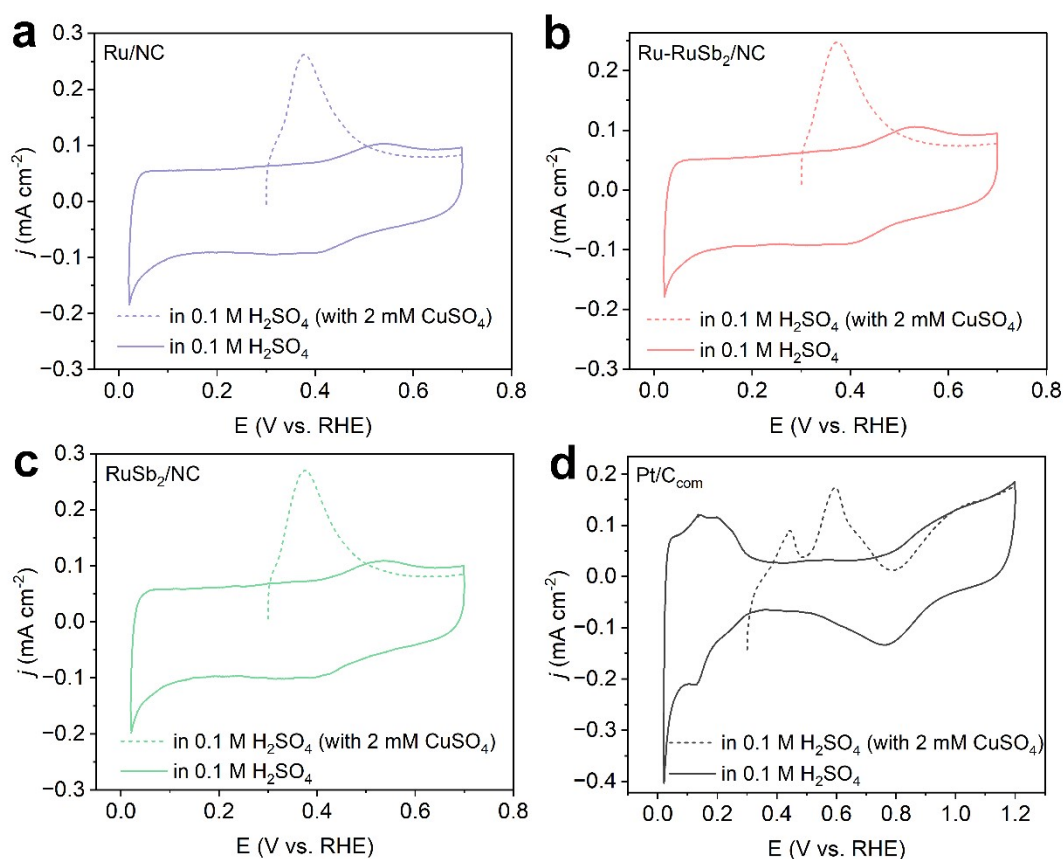 a
Ru/NC
0.3
0.2
0.1
0.0
−0.1
−0.2
−0.3
j (mA cm⁻²)
in 0.1 M H₂SO₄ (with 2 mM CuSO₄)
in 0.1 M H₂SO₄
0.0 0.2 0.4 0.6 0.8
E (V vs. RHE)
b
Ru-RuSb₂/NC
0.2
0.1
0.0
−0.1
−0.2
−0.3
j (mA cm⁻²)
in 0.1 M H₂SO₄ (with 2 mM CuSO₄)
in 0.1 M H₂SO₄
0.0 0.2 0.4 0.6 0.8
E (V vs. RHE)
c
RuSb₂/NC
0.3
0.2
0.1
0.0
−0.1
−0.2
−0.3
j (mA cm⁻²)
in 0.1 M H₂SO₄ (with 2 mM CuSO₄)
in 0.1 M H₂SO₄
0.0 0.2 0.4 0.6 0.8
E (V vs. RHE)
d
Pt/C_com
0.2
0.1
0.0
−0.1
−0.2
−0.3
−0.4
j (mA cm⁻²)
in 0.1 M H₂SO₄ (with 2 mM CuSO₄)
in 0.1 M H₂SO₄
0.0 0.2 0.4 0.6 0.8 1.0 1.2
E (V vs. RHE)